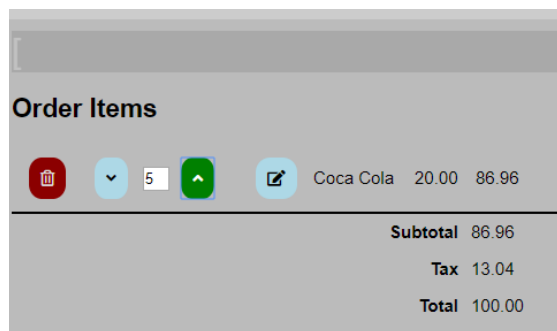 [
Order Items
5 Coca Cola 20.00 86.96
Subtotal 86.96
Tax 13.04
Total 100.00